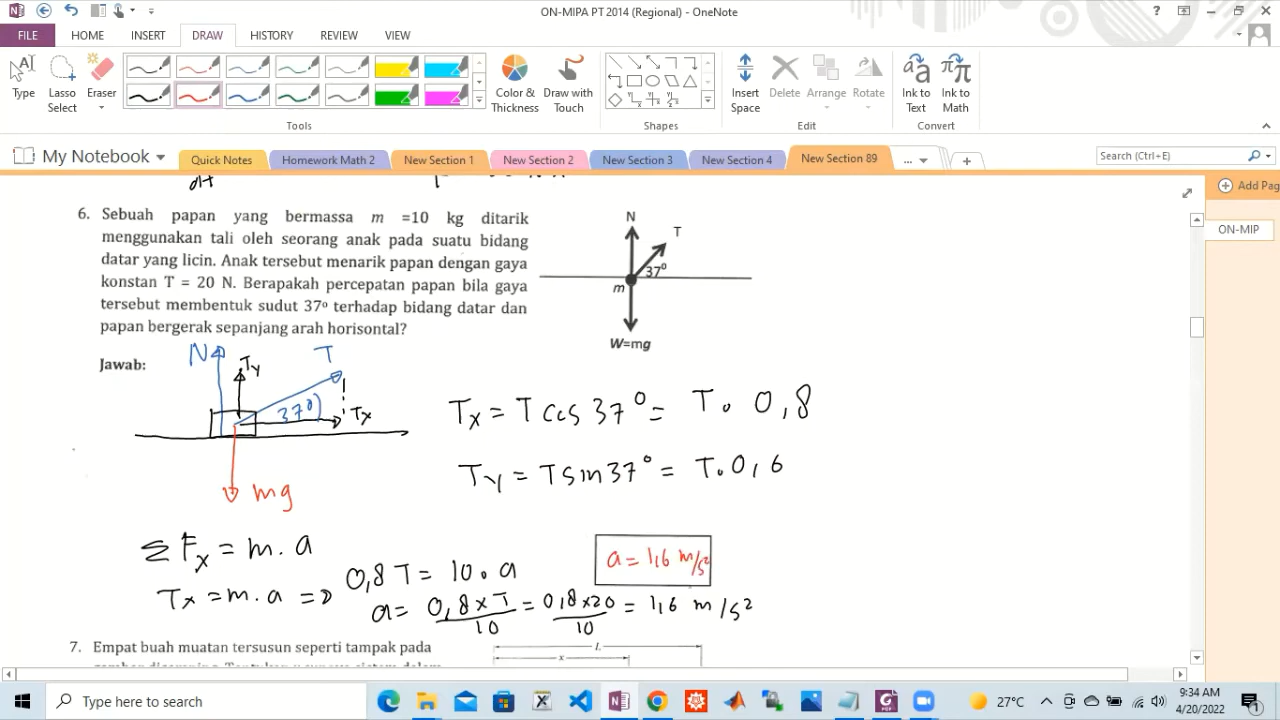 ON-MIPA PT 2014 (Regional) - OneNote
FILE HOME INSERT DRAW HISTORY REVIEW VIEW
Type Lasso Select Eraser Color & Thickness Draw with Touch Insert Space Delete Arrange Rotate Ink to Text Ink to Math
Tools Shapes Edit Convert
My Notebook Quick Notes Homework Math 2 New Section 1 New Section 2 New Section 3 New Section 4 New Section 89 ... Search (Ctrl+E)
Add Pag
ON-MIP
dt
6. Sebuah papan yang bermassa m =10 kg ditarik
menggunakan tali oleh seorang anak pada suatu bidang
datar yang licin. Anak tersebut menarik papan dengan gaya
konstan T = 20 N. Berapakah percepatan papan bila gaya
tersebut membentuk sudut 37o terhadap bidang datar dan
papan bergerak sepanjang arah horisontal?
N
T
37o
m
W=mg
Jawab:
N
Ty
T
37°
Tx
mg
Tx = T cos 37° = T. 0,8
Ty = T sin 37° = T.0,6
Σ Fx = m. a
Tx = m.a => 0,8 T = 10. a
a = 1,6 m/s²
a = 0,8 x T / 10 = 0,8 x 20 / 10 = 1,6 m/s²
7. Empat buah muatan tersusun seperti tampak pada
L
x
Type here to search
27°C
9:34 AM
4/20/2022